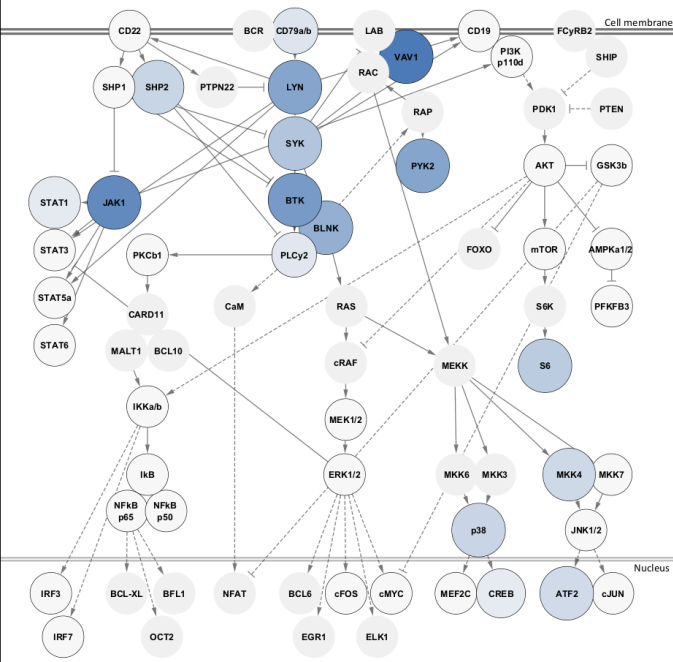 Cell membrane
CD22
BCR
CD79a/b
LAB
CD19
FCyRB2
VAV1
PI3K
p110d
SHIP
RAC
SHP1
SHP2
PTPN22
LYN
RAP
PDK1
PTEN
SYK
PYK2
AKT
GSK3b
STAT1
JAK1
BTK
BLNK
STAT3
PKCb1
PLCy2
FOXO
mTOR
AMPKa1/2
STAT5a
CARD11
CaM
RAS
S6K
PFKFB3
STAT6
MALT1
BCL10
cRAF
MEKK
S6
IKKa/b
MEK1/2
IkB
ERK1/2
MKK6
MKK3
MKK4
MKK7
NFkB
p65
NFkB
p50
p38
JNK1/2
Nucleus
IRF3
BCL-XL
BFL1
NFAT
BCL6
cFOS
cMYC
MEF2C
CREB
ATF2
cJUN
IRF7
OCT2
EGR1
ELK1